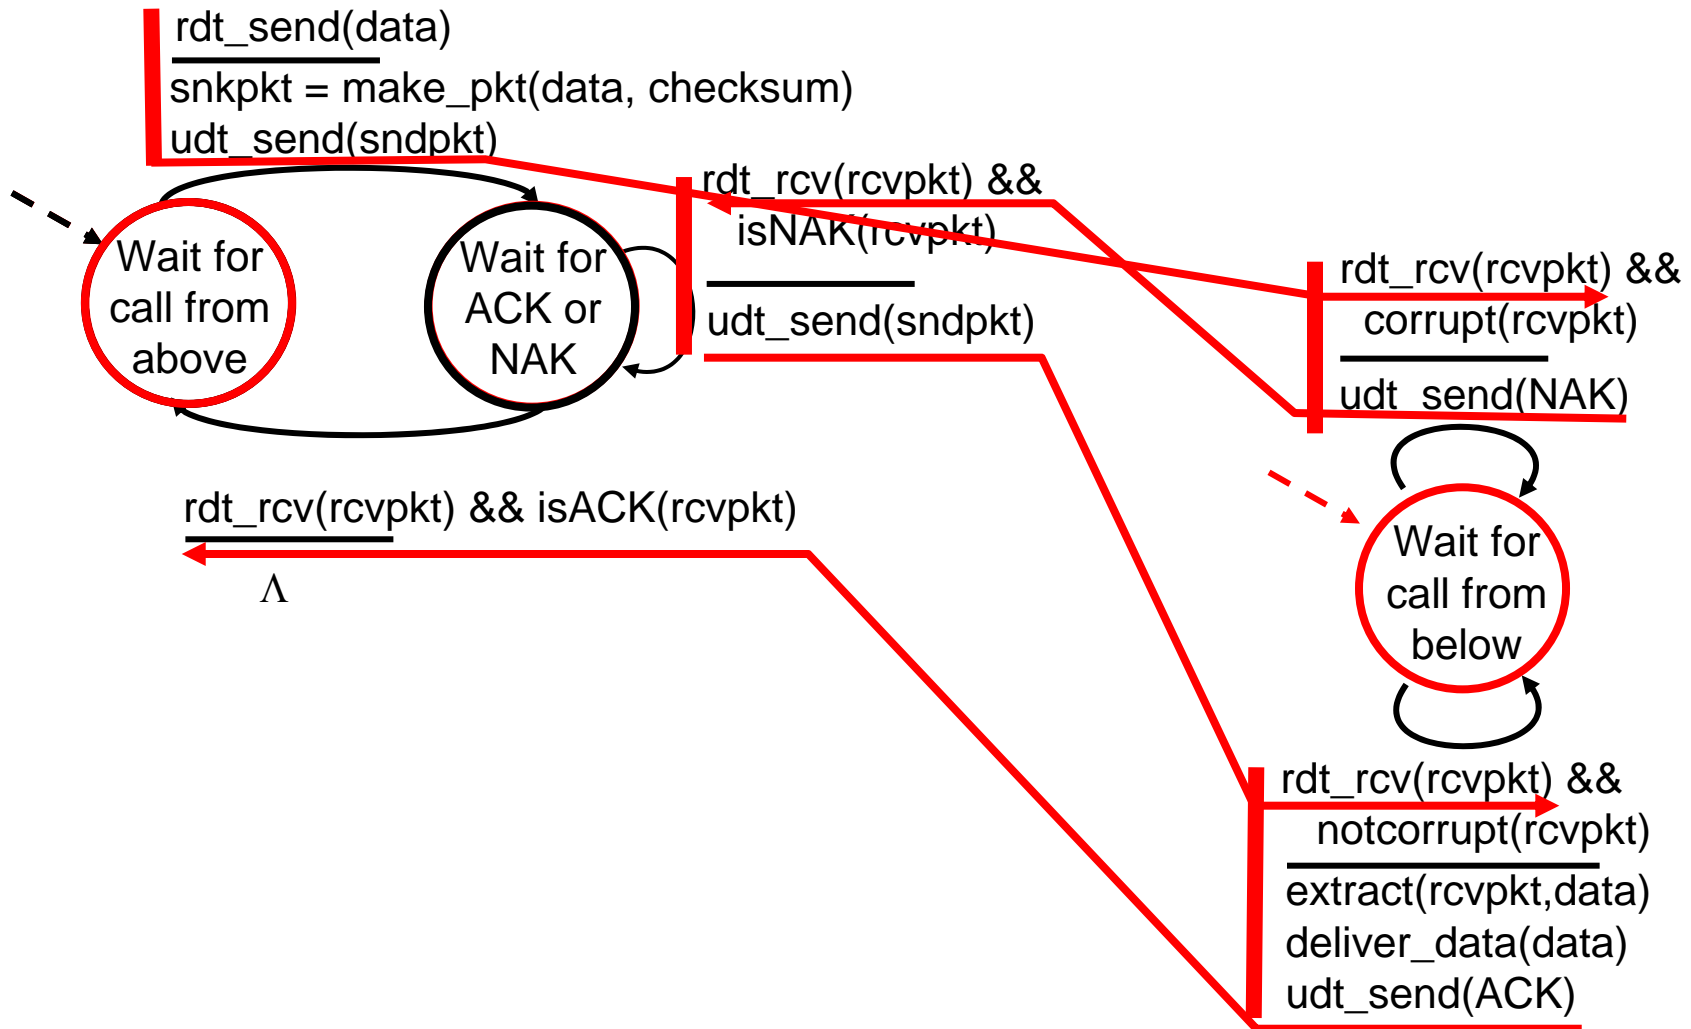 rdt_send(data)
snkpkt = make_pkt(data, checksum)
udt_send(sndpkt)
rdt_rcv(rcvpkt) &&
isNAK(rcvpkt)
udt_send(sndpkt)
Wait for
call from
above
Wait for
ACK or
NAK
rdt_rcv(rcvpkt) && isACK(rcvpkt)
Λ
rdt_rcv(rcvpkt) &&
corrupt(rcvpkt)
udt_send(NAK)
Wait for
call from
below
rdt_rcv(rcvpkt) &&
notcorrupt(rcvpkt)
extract(rcvpkt,data)
deliver_data(data)
udt_send(ACK)